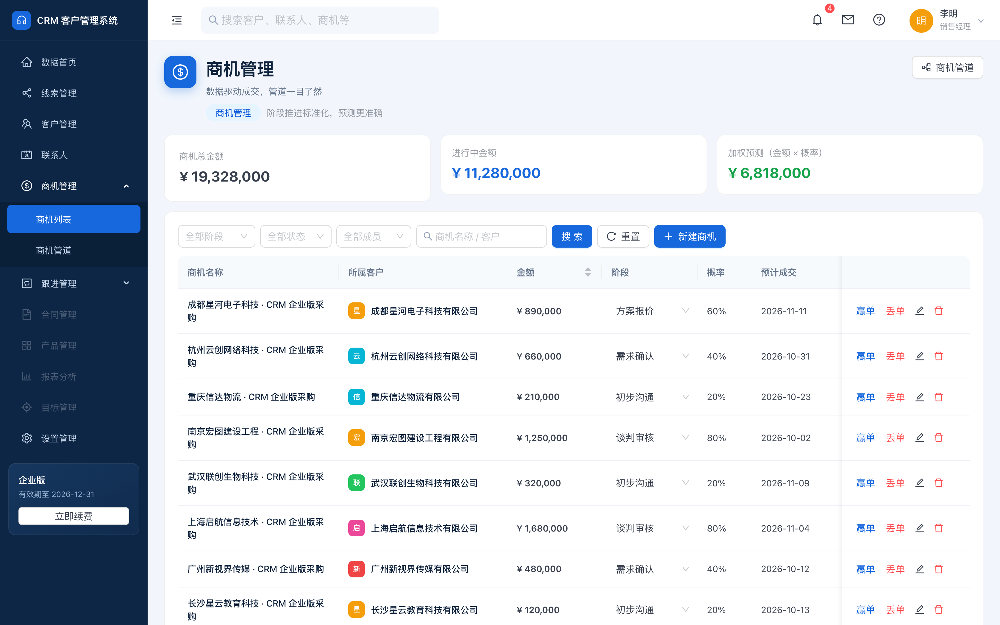 CRM 客户管理系统
数据首页
线索管理
客户管理
联系人
商机管理
商机列表
商机管道
跟进管理
合同管理
产品管理
报表分析
目标管理
设置管理
企业版
有效期至 2026-12-31
立即续费
搜索客户、联系人、商机等
4
明
李明
销售经理
商机管理
数据驱动成交，管道一目了然
商机管理 阶段推进标准化，预测更准确
商机管道
商机总金额
¥ 19,328,000
进行中金额
¥ 11,280,000
加权预测（金额 × 概率）
¥ 6,818,000
全部阶段 全部状态 全部成员 商机名称 / 客户 搜 索 重置 新建商机
商机名称 所属客户 金额 阶段 概率 预计成交
成都星河电子科技 · CRM 企业版采
购
星 成都星河电子科技有限公司 ¥ 890,000 方案报价 60% 2026-11-11 赢单 丢单
杭州云创网络科技 · CRM 企业版采
购
云 杭州云创网络科技有限公司 ¥ 660,000 需求确认 40% 2026-10-31 赢单 丢单
重庆信达物流 · CRM 企业版采购 信 重庆信达物流有限公司 ¥ 210,000 初步沟通 20% 2026-10-23 赢单 丢单
南京宏图建设工程 · CRM 企业版采
购
宏 南京宏图建设工程有限公司 ¥ 1,250,000 谈判审核 80% 2026-10-02 赢单 丢单
武汉联创生物科技 · CRM 企业版采
购
联 武汉联创生物科技有限公司 ¥ 320,000 初步沟通 20% 2026-11-09 赢单 丢单
上海启航信息技术 · CRM 企业版采
购
启 上海启航信息技术有限公司 ¥ 1,680,000 谈判审核 80% 2026-11-04 赢单 丢单
广州新视界传媒 · CRM 企业版采购 新 广州新视界传媒有限公司 ¥ 480,000 需求确认 40% 2026-10-12 赢单 丢单
长沙星云教育科技 · CRM 企业版采
购
星 长沙星云教育科技有限公司 ¥ 120,000 初步沟通 20% 2026-10-13 赢单 丢单